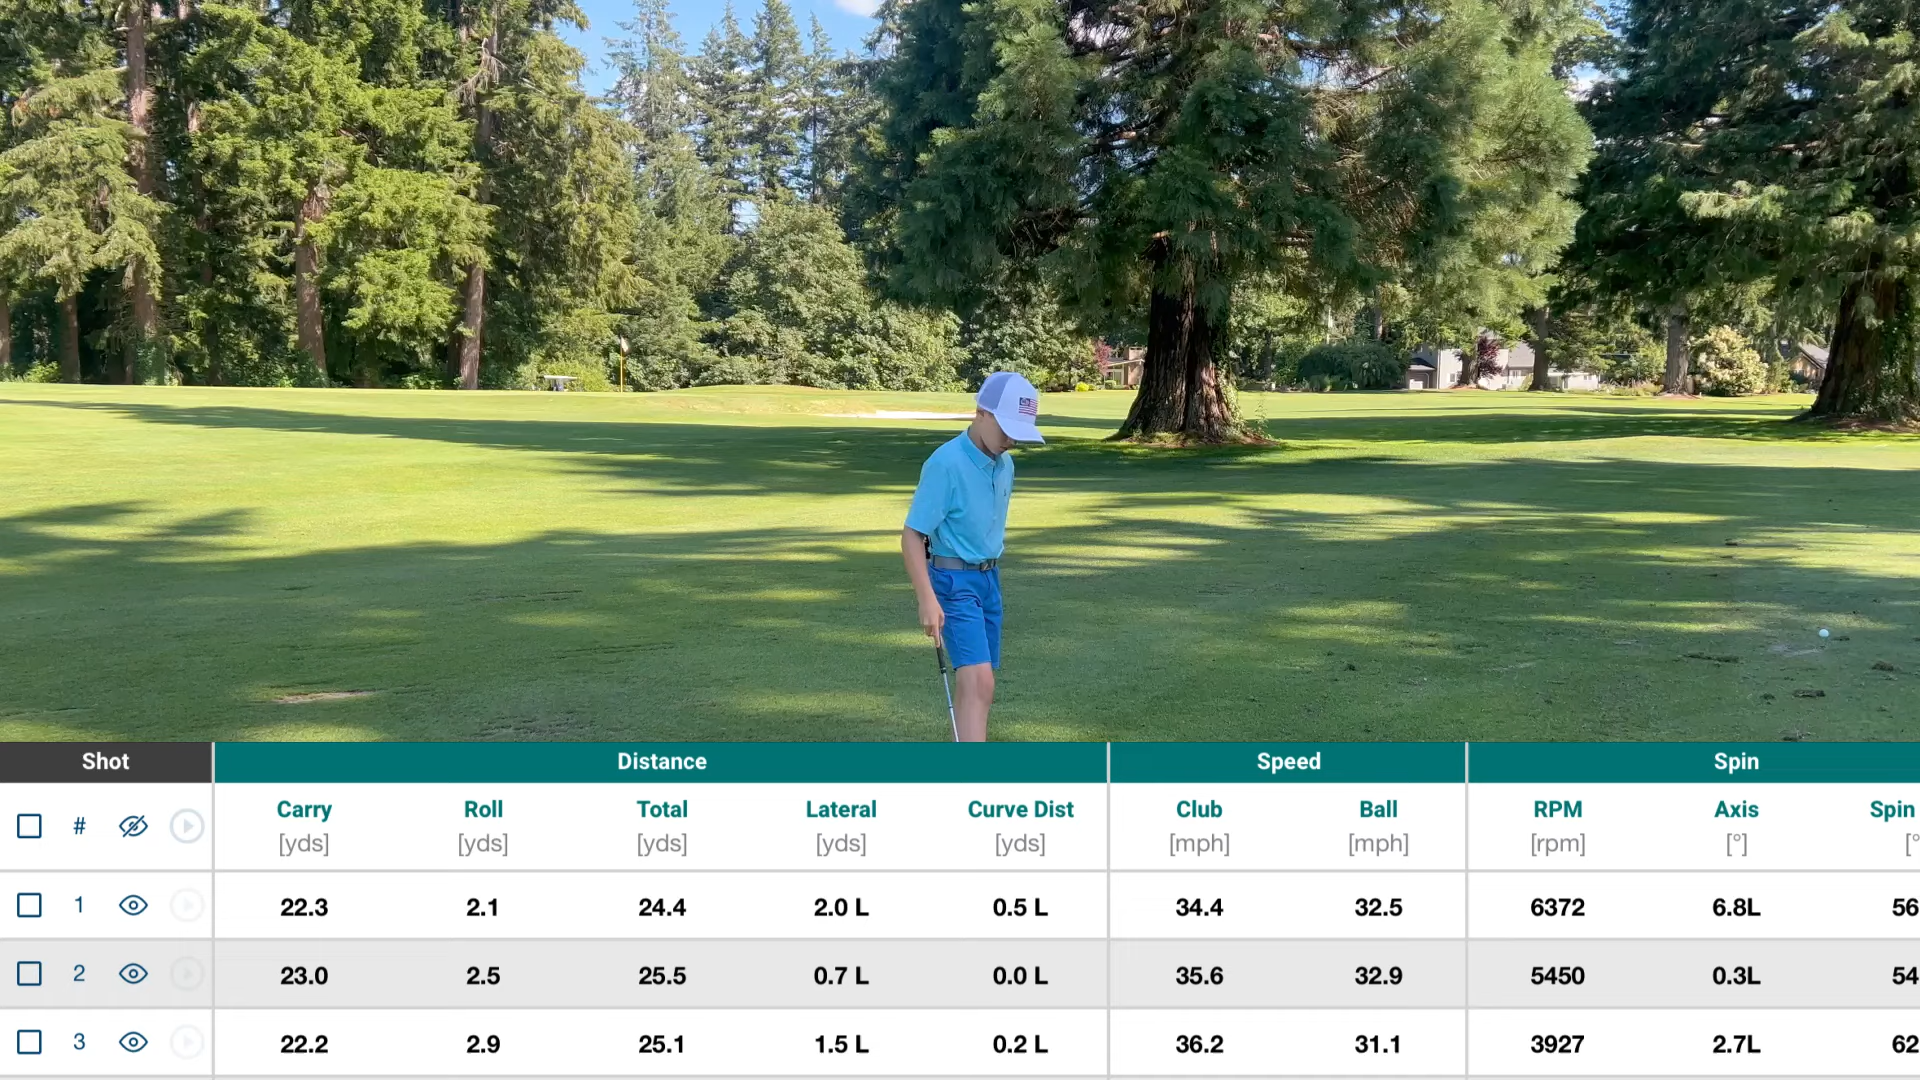 Shot Distance Speed Spin
# Carry Roll Total Lateral Curve Dist Club Ball RPM Axis Spin
[yds] [yds] [yds] [yds] [yds] [mph] [mph] [rpm] [°] [°
1 22.3 2.1 24.4 2.0 L 0.5 L 34.4 32.5 6372 6.8L 56
2 23.0 2.5 25.5 0.7 L 0.0 L 35.6 32.9 5450 0.3L 54
3 22.2 2.9 25.1 1.5 L 0.2 L 36.2 31.1 3927 2.7L 62